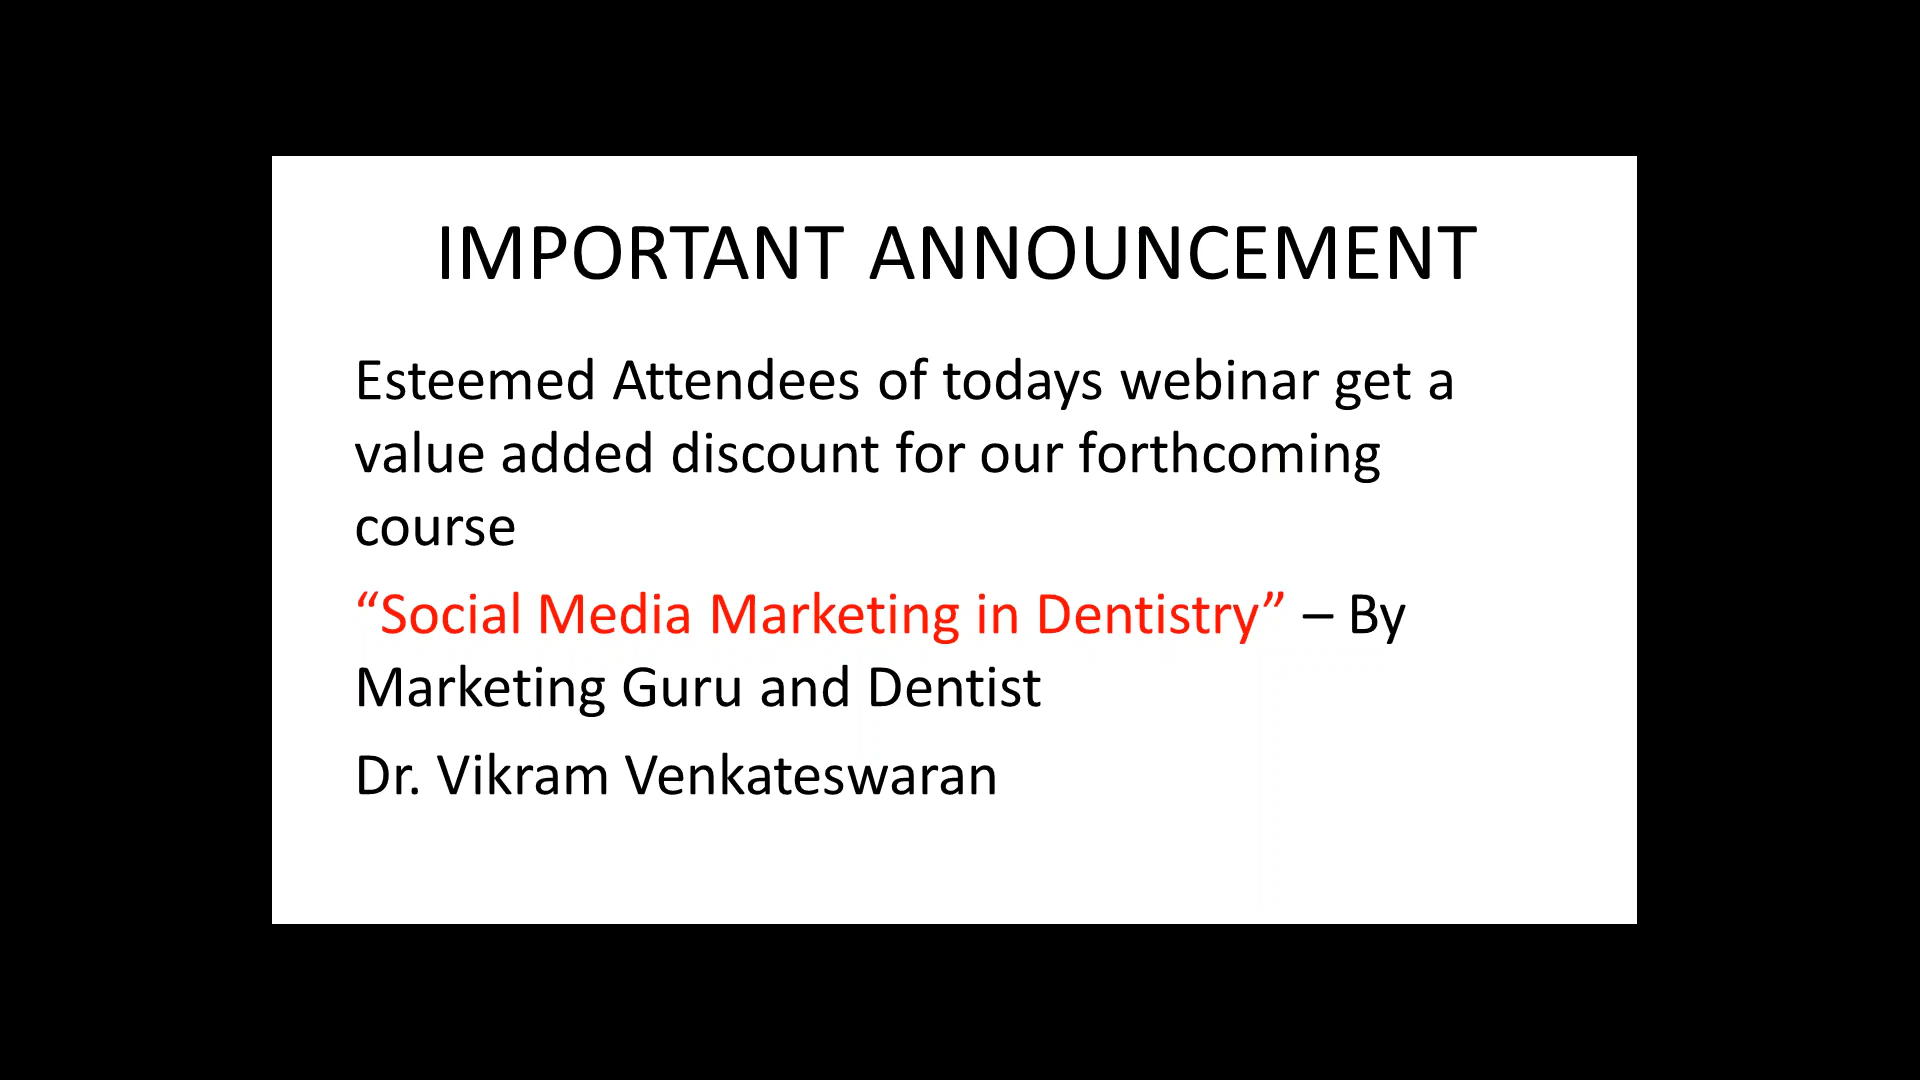 IMPORTANT ANNOUNCEMENT
Esteemed Attendees of todays webinar get a
value added discount for our forthcoming
course
“Social Media Marketing in Dentistry” – By
Marketing Guru and Dentist
Dr. Vikram Venkateswaran